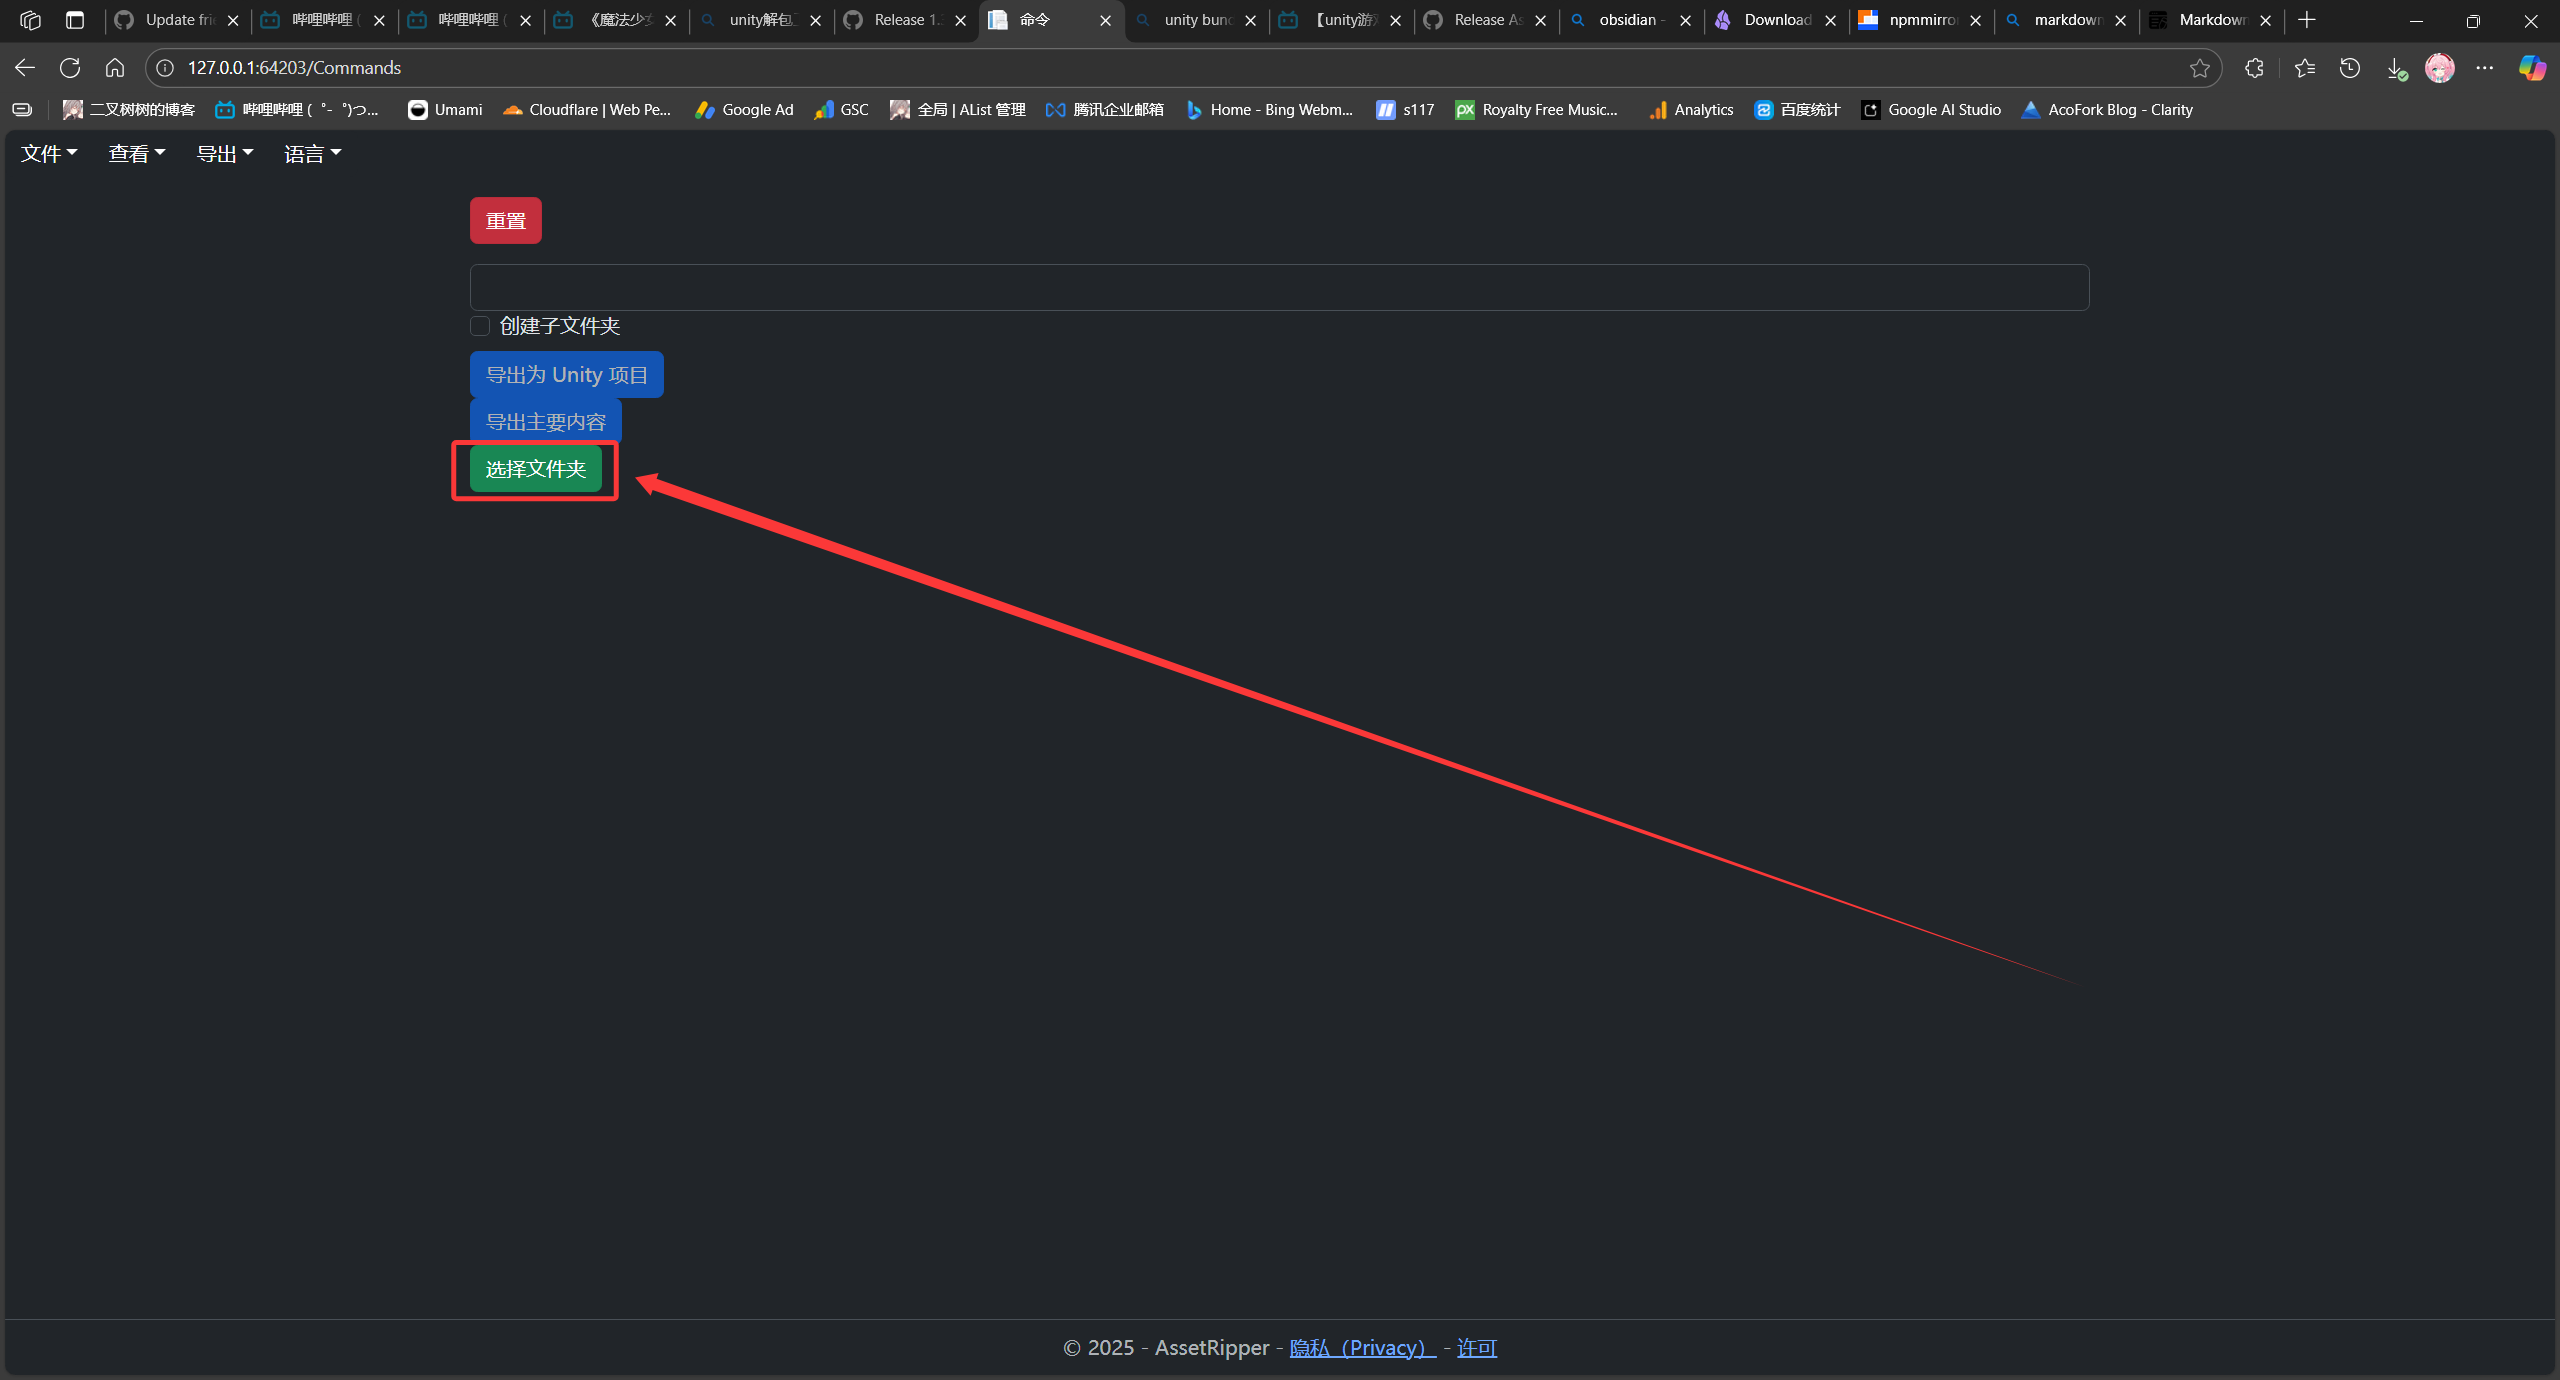 Update frie
哔哩哔哩 (
哔哩哔哩 (
《魔法少女
unity解包
Release 1.
命令
unity bund
【unity游戏
Release As
obsidian -
Download
npmmirror
markdown
Markdown
127.0.0.1:64203/Commands
二叉树树的博客
哔哩哔哩 (゜-゜)つ...
Umami
Cloudflare | Web Pe...
Google Ad
GSC
全局 | AList 管理
腾讯企业邮箱
Home - Bing Webm...
s117
Royalty Free Music...
Analytics
百度统计
Google AI Studio
AcoFork Blog - Clarity
文件 查看 导出 语言
重置
创建子文件夹
导出为 Unity 项目
导出主要内容
选择文件夹
© 2025 - AssetRipper - 隐私（Privacy） - 许可